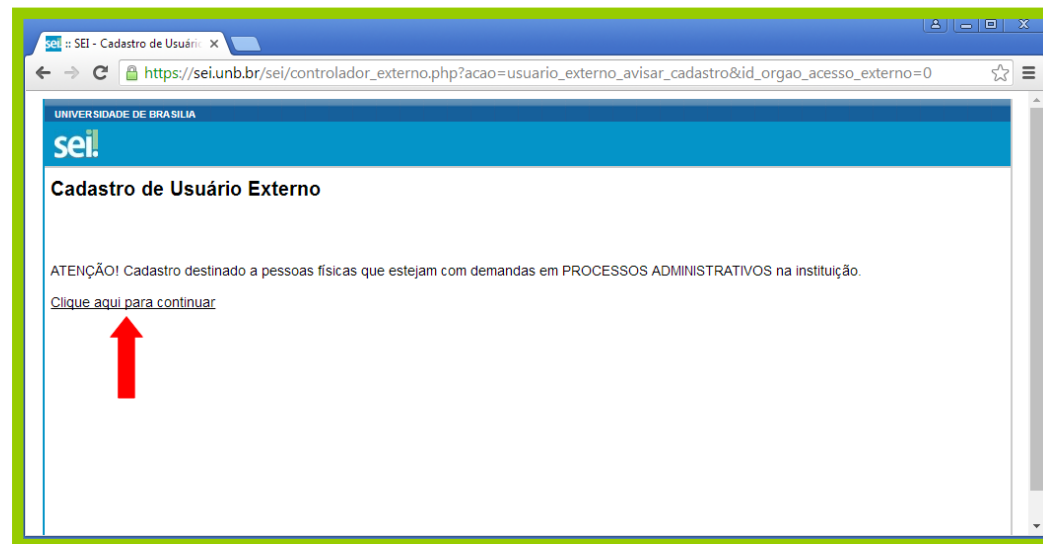 sei :: SEI - Cadastro de Usuári
https://sei.unb.br/sei/controlador_externo.php?acao=usuario_externo_avisar_cadastro&id_orgao_acesso_externo=0
UNIVERSIDADE DE BRASILIA
sei!
Cadastro de Usuário Externo
ATENÇÃO! Cadastro destinado a pessoas físicas que estejam com demandas em PROCESSOS ADMINISTRATIVOS na instituição.
Clique aqui para continuar